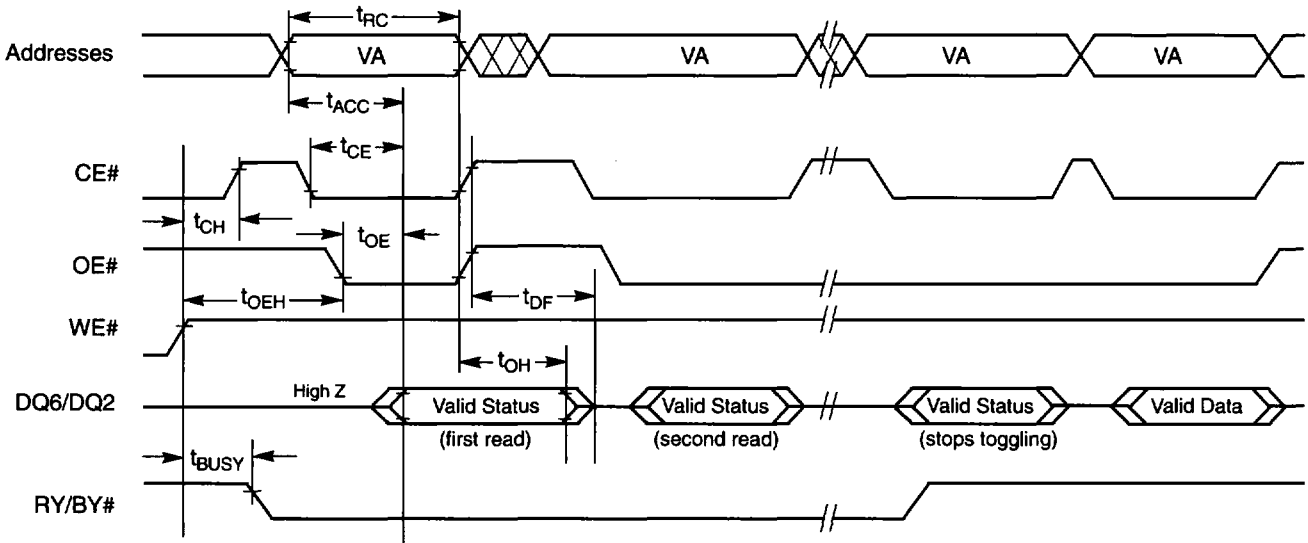 tRC
Addresses VA VA VA VA
tACC
tCE
CE#
tCH tOE
OE#
tOEH tDF
WE#
tOH
High Z
DQ6/DQ2 Valid Status Valid Status Valid Status Valid Data
(first read) (second read) (stops toggling)
tBUSY
RY/BY#